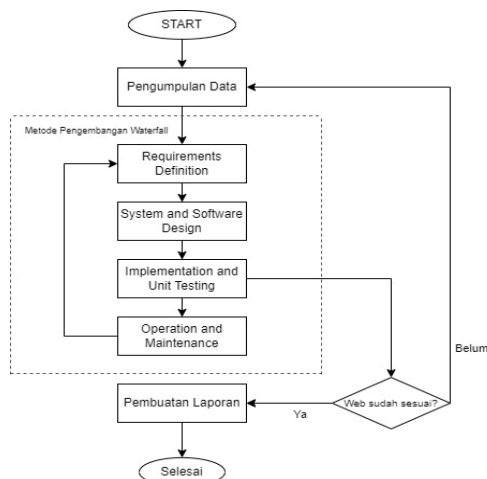 START
Pengumpulan Data
Metode Pengembangan Waterfall
Requirements
Definition
System and Software
Design
Implementation and
Unit Testing
Operation and
Maintenance
Belum
Pembuatan Laporan
Web sudah sesuai?
Ya
Selesai